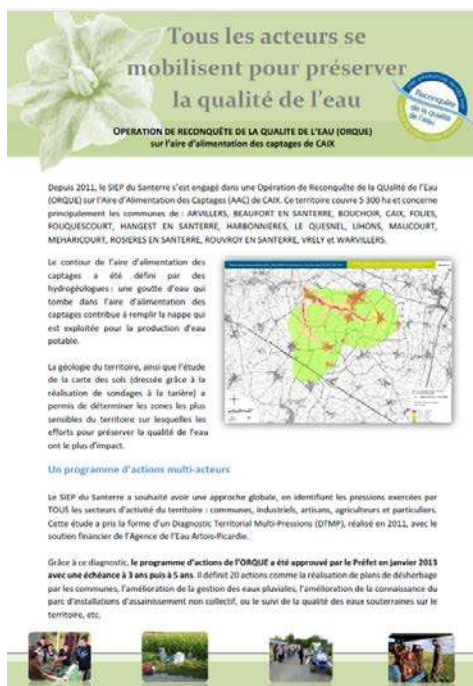 Tous les acteurs se
mobilisent pour préserver
la qualité de l'eau
OPERATION DE RECONQUÊTE DE LA QUALITE DE L'EAU (ORQUE)
sur l'aire d'alimentation des captages de CAIX
Reconquête
de la qualité
de l'eau
Depuis 2011, le SIEP du Santerre s'est engagé dans une Opération de Reconquête de la QUalité de l'Eau
(ORQUE) sur l'Aire d'Alimentation des Captages (AAC) de CAIX. Ce territoire couvre 5 300 ha et concerne
principalement les communes de : ARVILLERS, BEAUFORT EN SANTERRE, BOUCHOIR, CAIX, FOLIES,
FOUQUESCOURT, HANGEST EN SANTERRE, HARBONNIERES, LE QUESNEL, LIHONS, MAUCOURT,
MEHARICOURT, ROSIERES EN SANTERRE, ROUVROY EN SANTERRE, VRELY et WARVILLERS.
Le contour de l'aire d'alimentation des
captages a été défini par des
hydrogéologues : une goutte d'eau qui
tombe dans l'aire d'alimentation des
captages contribue à remplir la nappe qui
est exploitée pour la production d'eau
potable.
La géologie du territoire, ainsi que l'étude
de la carte des sols (dressée grâce à la
réalisation de sondages à la tarière) a
permis de déterminer les zones les plus
sensibles du territoire sur lesquelles les
efforts pour préserver la qualité de l'eau
ont le plus d'impact.
Un programme d'actions multi-acteurs
Le SIEP du Santerre a souhaité avoir une approche globale, en identifiant les pressions exercées par
TOUS les secteurs d'activité du territoire : communes, industriels, artisans, agriculteurs et particuliers.
Cette étude a pris la forme d'un Diagnostic Territorial Multi-Pressions (DTMP), réalisé en 2011, avec le
soutien financier de l'Agence de l'Eau Artois-Picardie.
Grâce à ce diagnostic, le programme d'actions de l'ORQUE a été approuvé par le Préfet en janvier 2013
avec une échéance à 3 ans puis à 5 ans. Il définit 20 actions comme la réalisation de plans de désherbage
par les communes, l'amélioration de la gestion des eaux pluviales, l'amélioration de la connaissance du
parc d'installations d'assainissement non collectif, ou le suivi de la qualité des eaux souterraines sur le
territoire, etc.